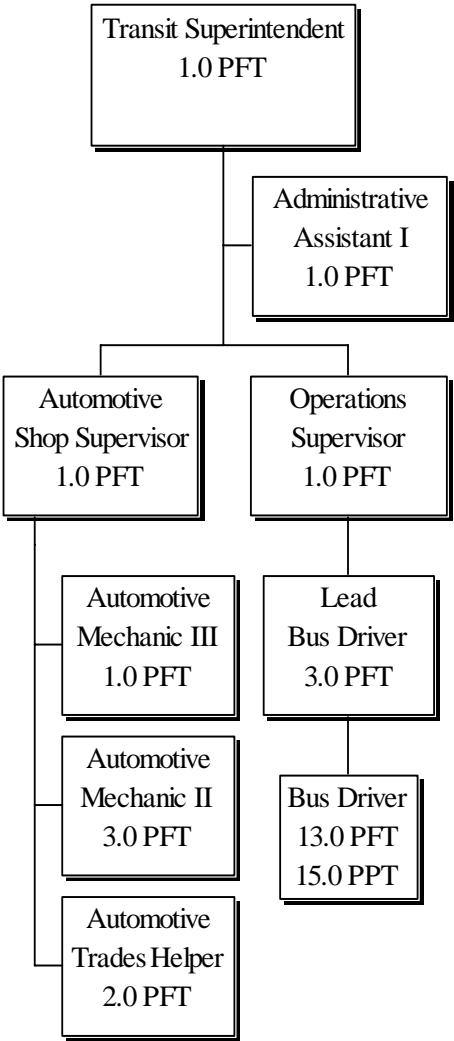 Transit Superintendent
1.0 PFT
Administrative
Assistant I
1.0 PFT
Automotive
Shop Supervisor
1.0 PFT
Operations
Supervisor
1.0 PFT
Automotive
Mechanic III
1.0 PFT
Lead
Bus Driver
3.0 PFT
Automotive
Mechanic II
3.0 PFT
Bus Driver
13.0 PFT
15.0 PPT
Automotive
Trades Helper
2.0 PFT